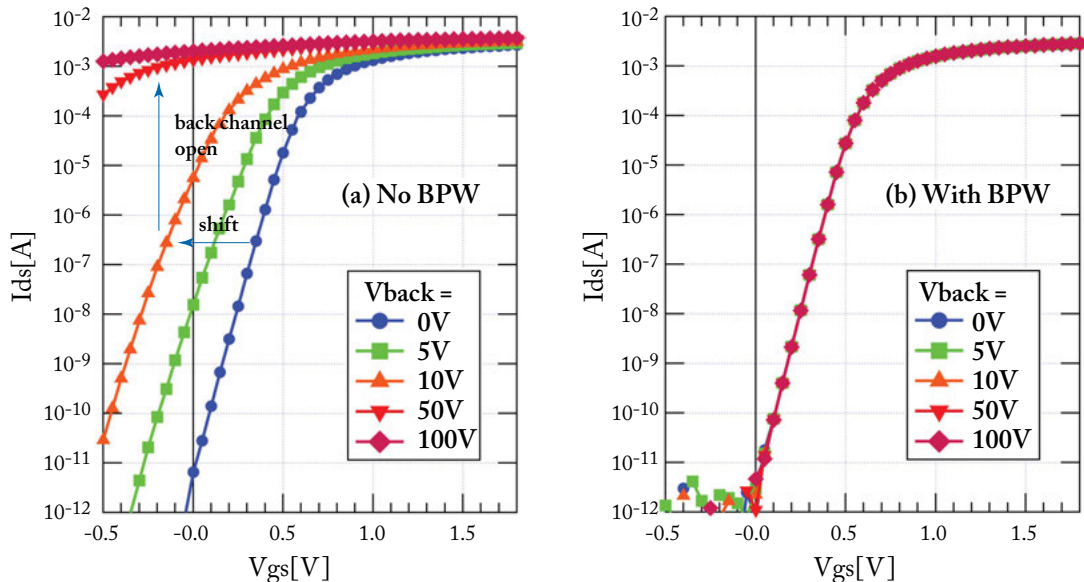 10⁻²
10⁻³
10⁻⁴
10⁻⁵
10⁻⁶
10⁻⁷
10⁻⁸
10⁻⁹
10⁻¹⁰
10⁻¹¹
10⁻¹²
Ids[A]
back channel
open
(a) No BPW
shift
Vback =
0V
5V
10V
50V
100V
-0.5 -0.0 0.5 1.0 1.5
Vgs[V]
10⁻²
10⁻³
10⁻⁴
10⁻⁵
10⁻⁶
10⁻⁷
10⁻⁸
10⁻⁹
10⁻¹⁰
10⁻¹¹
10⁻¹²
Ids[A]
(b) With BPW
Vback =
0V
5V
10V
50V
100V
-0.5 -0.0 0.5 1.0 1.5
Vgs[V]